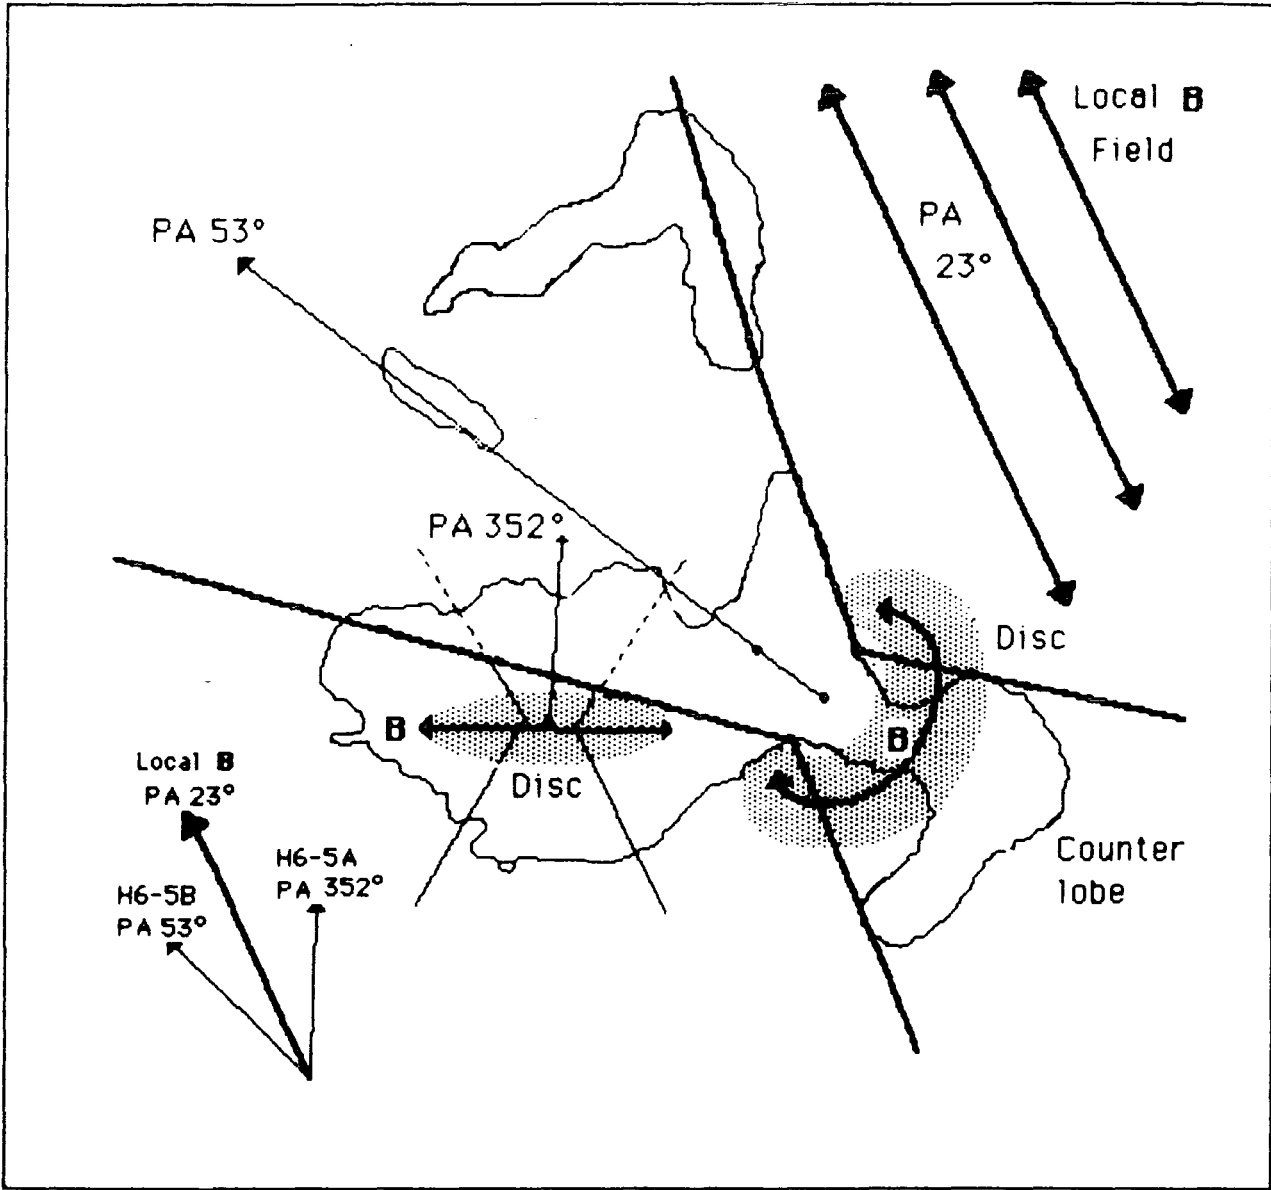 Local B
Field
PA
23°
PA 53°
PA 352°
Disc
B
B
Disc
Local B
PA 23°
H6-5A
PA 352°
H6-5B
PA 53°
Counter
lobe